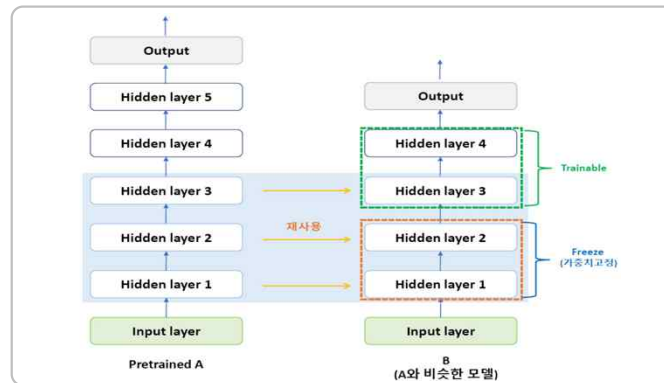 Output
Hidden layer 5
Hidden layer 4
Hidden layer 3
Hidden layer 2
Hidden layer 1
Input layer
Pretrained A
재사용
Output
Hidden layer 4
Hidden layer 3
Hidden layer 2
Hidden layer 1
Input layer
B
(A와 비슷한 모델)
Trainable
Freeze
(가중치고정)